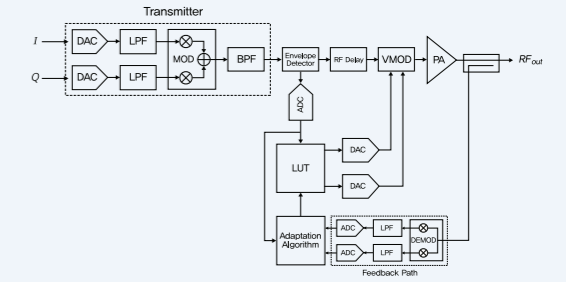 Transmitter
I DAC LPF
MOD
BPF
Envelope
Detector
RF Delay
VMOD
PA
RFout
Q DAC LPF
ADC
LUT
DAC
DAC
Adaptation
Algorithm
ADC LPF
DEMOD
ADC LPF
Feedback Path